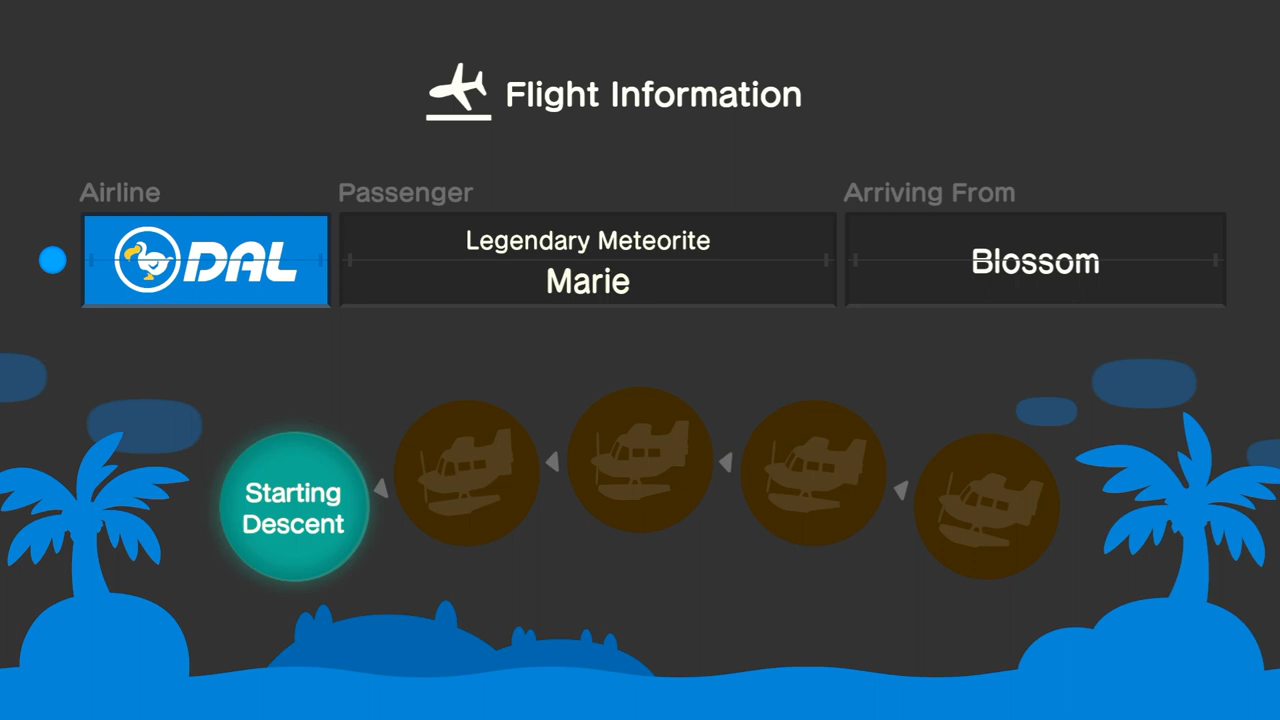 Flight Information
Airline
Passenger
Arriving From
DAL
Legendary Meteorite
Marie
Blossom
Starting
Descent